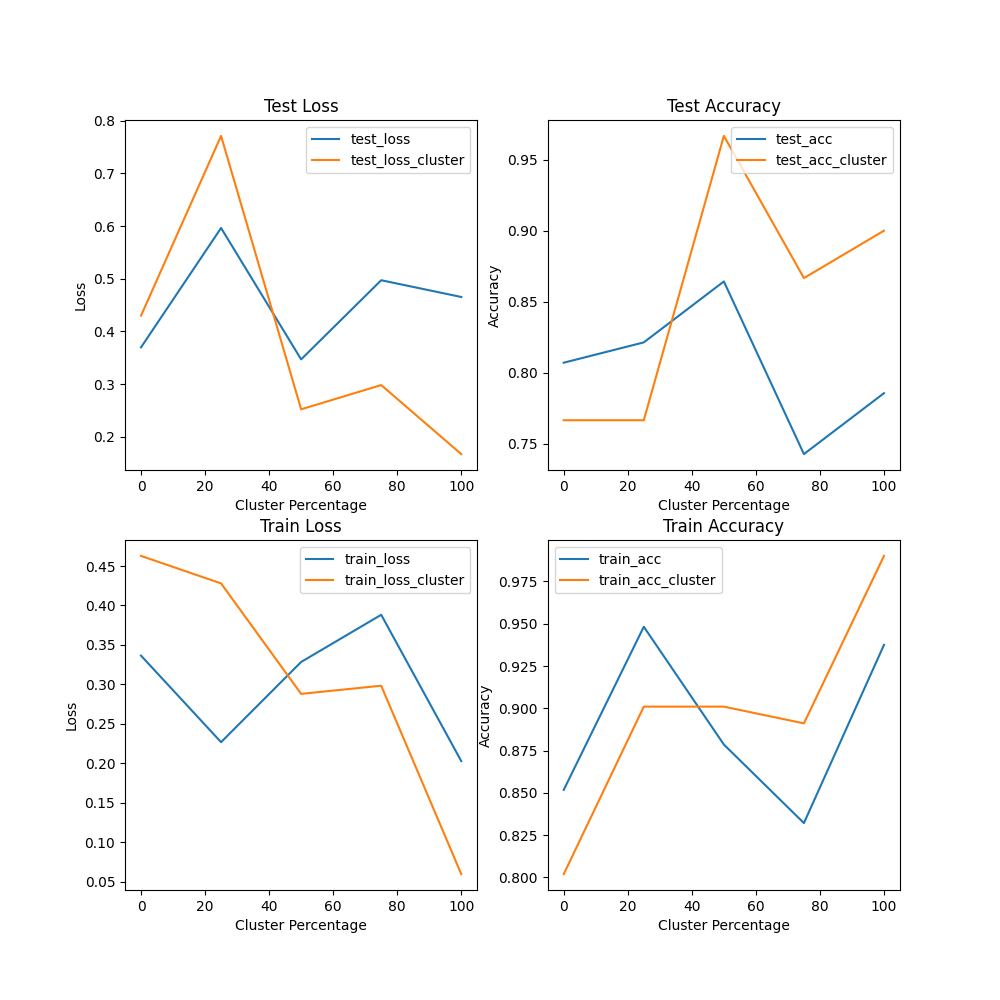 Test Loss
0.8
0.7
0.6
0.5
0.4
0.3
0.2
Loss
test_loss
test_loss_cluster
0 20 40 60 80 100
Cluster Percentage
Test Accuracy
0.95
0.90
0.85
0.80
0.75
Accuracy
test_acc
test_acc_cluster
0 20 40 60 80 100
Cluster Percentage
Train Loss
0.45
0.40
0.35
0.30
0.25
0.20
0.15
0.10
0.05
Loss
train_loss
train_loss_cluster
0 20 40 60 80 100
Cluster Percentage
Train Accuracy
0.975
0.950
0.925
0.900
0.875
0.850
0.825
0.800
Accuracy
train_acc
train_acc_cluster
0 20 40 60 80 100
Cluster Percentage